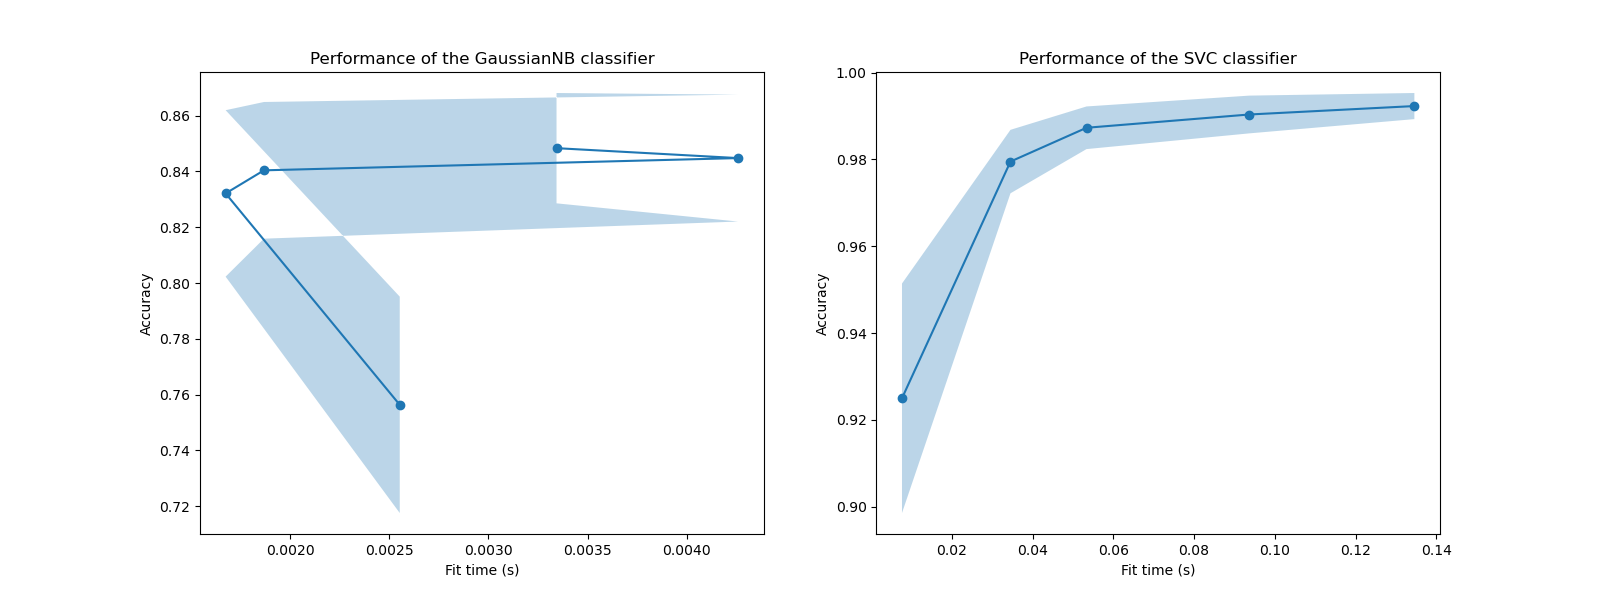 Performance of the GaussianNB classifier
0.86
0.84
0.82
0.80
0.78
0.76
0.74
0.72
Accuracy
0.0020 0.0025 0.0030 0.0035 0.0040
Fit time (s)
Performance of the SVC classifier
1.00
0.98
0.96
0.94
0.92
0.90
Accuracy
0.02 0.04 0.06 0.08 0.10 0.12 0.14
Fit time (s)